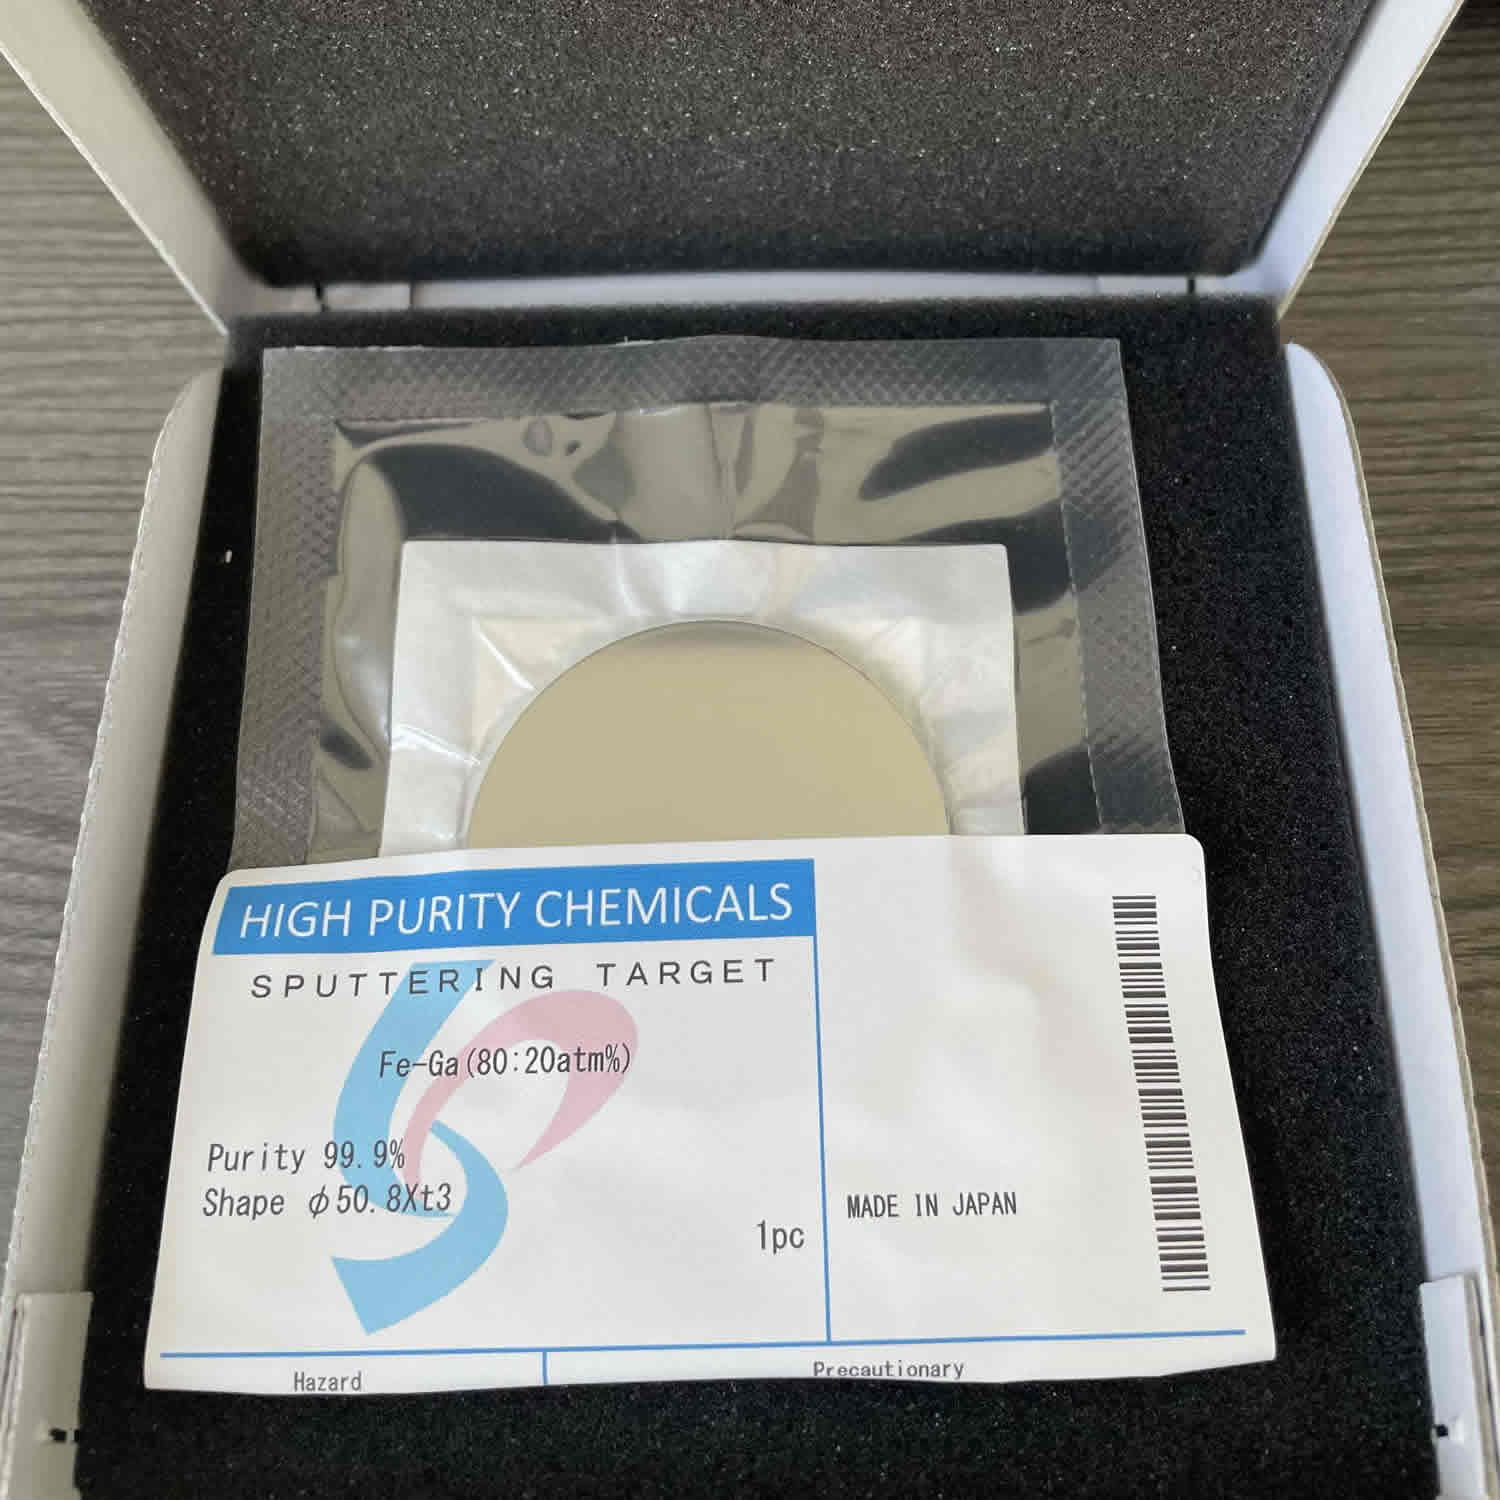 HIGH PURITY CHEMICALS
SPUTTERING TARGET
Fe-Ga(80:20atm%)
Purity 99.9%
Shape φ50.8Xt3
1pc
MADE IN JAPAN
Hazard
Precautionary